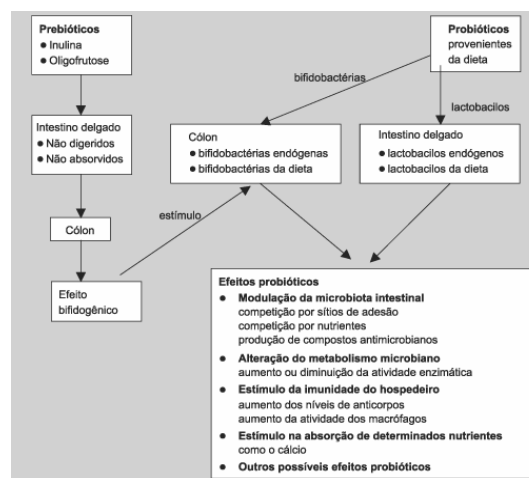 Prebióticos
● Inulina
● Oligofrutose
Probióticos
provenientes
da dieta
bifidobactérias
lactobacilos
Intestino delgado
● Não digeridos
● Não absorvidos
Cólon
● bifidobactérias endógenas
● bifidobactérias da dieta
Intestino delgado
● lactobacilos endógenos
● lactobacilos da dieta
estímulo
Cólon
Efeito
bifidogênico
Efeitos probióticos
● Modulação da microbiota intestinal
competição por sítios de adesão
competição por nutrientes
produção de compostos antimicrobianos
● Alteração do metabolismo microbiano
aumento ou diminuição da atividade enzimática
● Estímulo da imunidade do hospedeiro
aumento dos níveis de anticorpos
aumento da atividade dos macrófagos
● Estímulo na absorção de determinados nutrientes
como o cálcio
● Outros possíveis efeitos probióticos